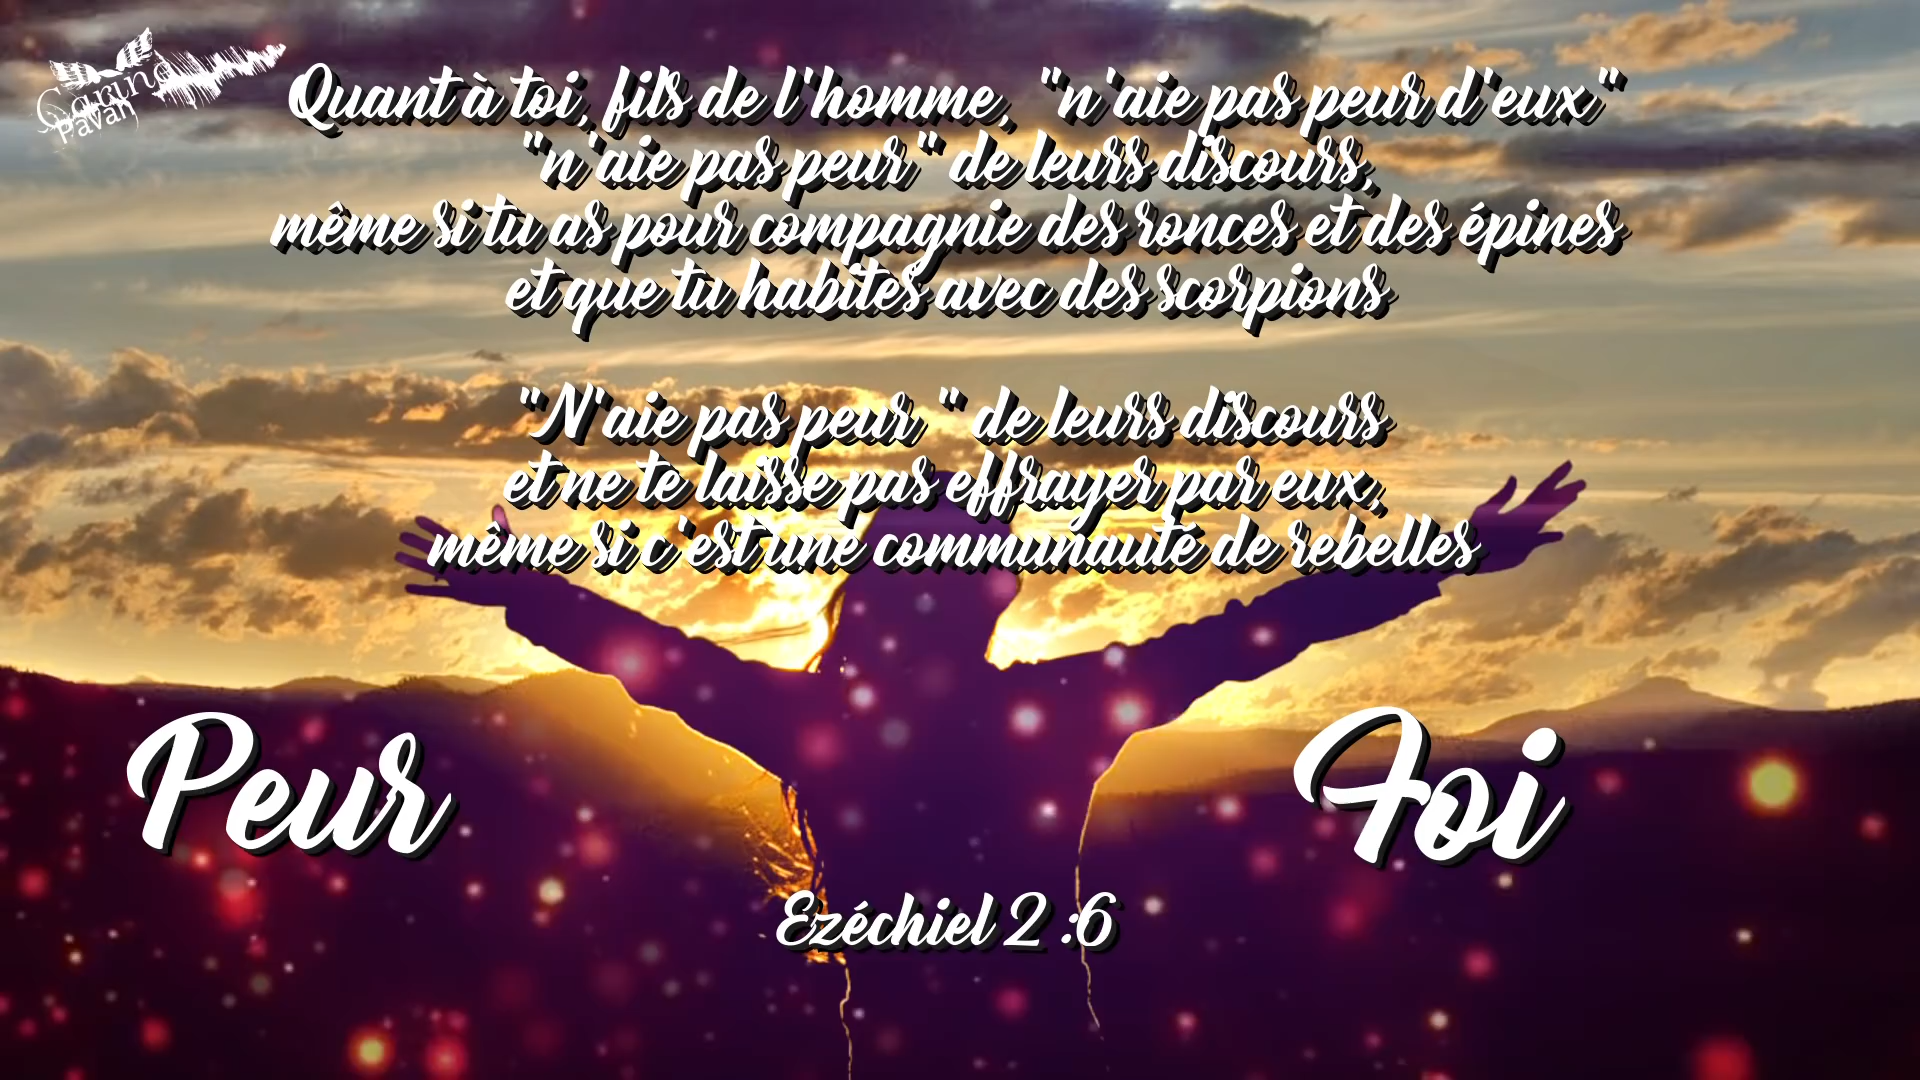 Carino
Pavan
Quant à toi, fils de l'homme, "n'aie pas peur d'eux"
"n'aie pas peur" de leurs discours,
même si tu as pour compagnie des ronces et des épines
et que tu habites avec des scorpions
"N'aie pas peur " de leurs discours
et ne te laisse pas effrayer par eux,
même si c'est une communauté de rebelles
Peur
Foi
Ezéchiel 2 :6